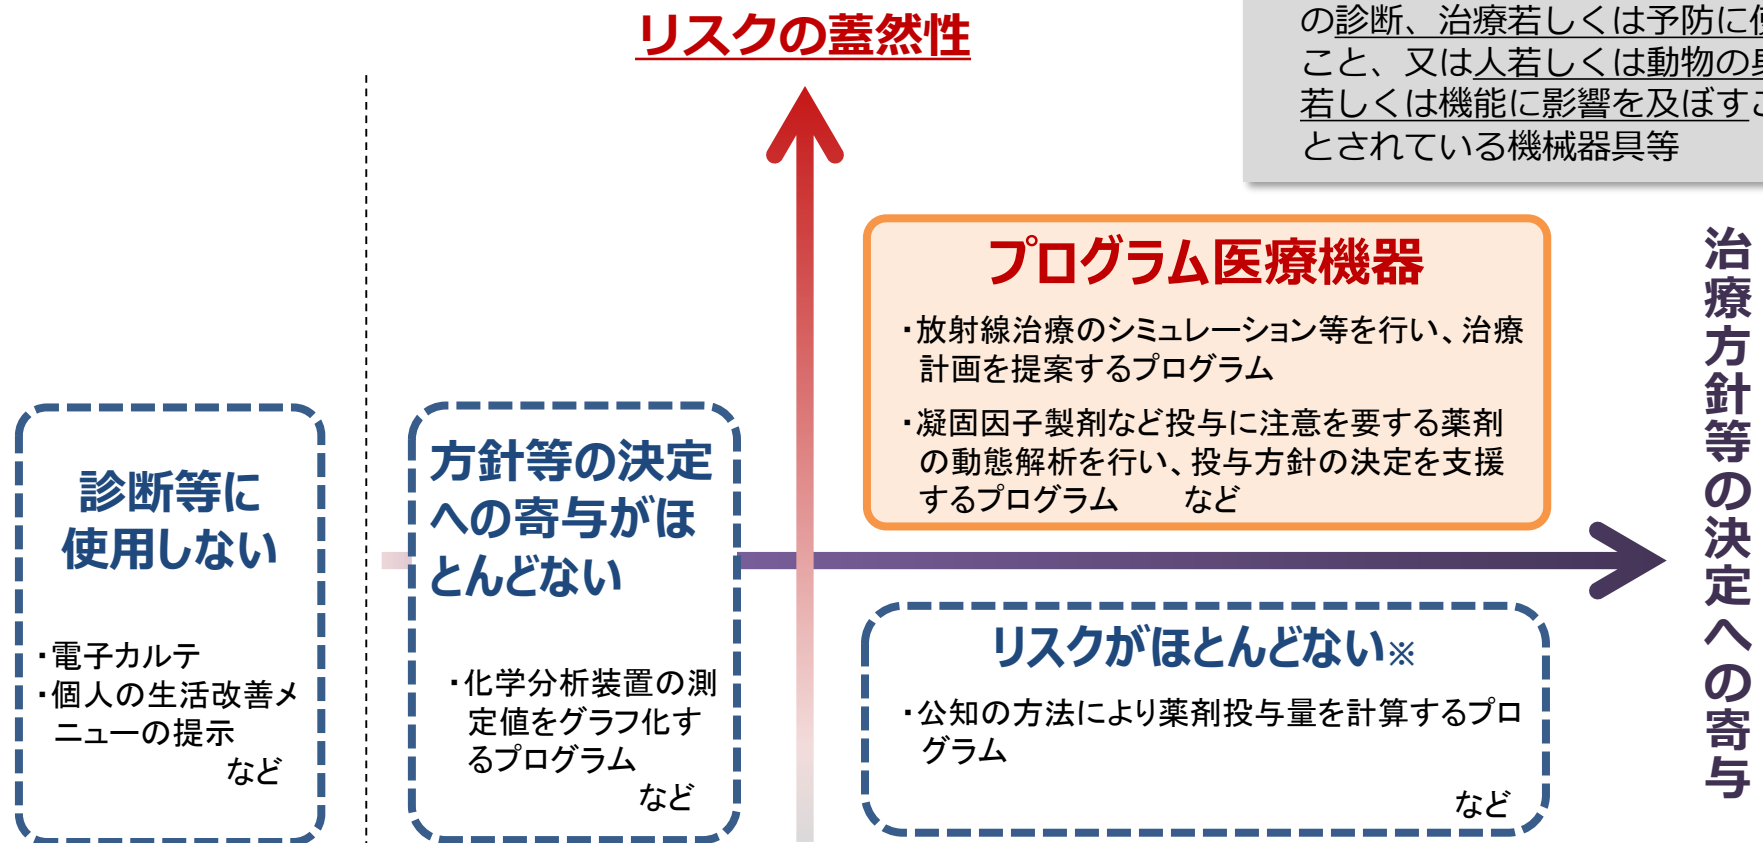 リスクの蓋然性
の診断、治療若しくは予防に
こと、又は人若しくは動物の
若しくは機能に影響を及ぼす
とされている機械器具等
プログラム医療機器
・放射線治療のシミュレーション等を行い、治療
計画を提案するプログラム
・凝固因子製剤など投与に注意を要する薬剤
の動態解析を行い、投与方針の決定を支援
するプログラム など
治療方針等の決定への寄与
診断等に
使用しない
・電子カルテ
・個人の生活改善メ
ニューの提示
など
方針等の決定
への寄与がほ
とんどない
・化学分析装置の測
定値をグラフ化す
るプログラム
など
リスクがほとんどない※
・公知の方法により薬剤投与量を計算するプロ
グラム
など